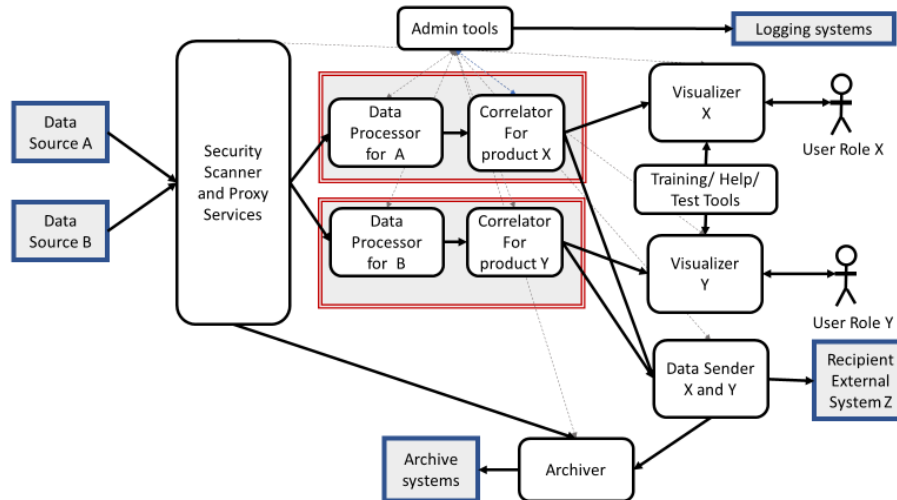 Admin tools
Logging systems
Data
Source A
Data
Source B
Security
Scanner
and Proxy
Services
Data
Processor
for A
Correlator
For
product X
Visualizer
X
User Role X
Training/ Help/
Test Tools
Data
Processor
for B
Correlator
For
product Y
Visualizer
Y
User Role Y
Data Sender
X and Y
Recipient
External
System Z
Archive
systems
Archiver